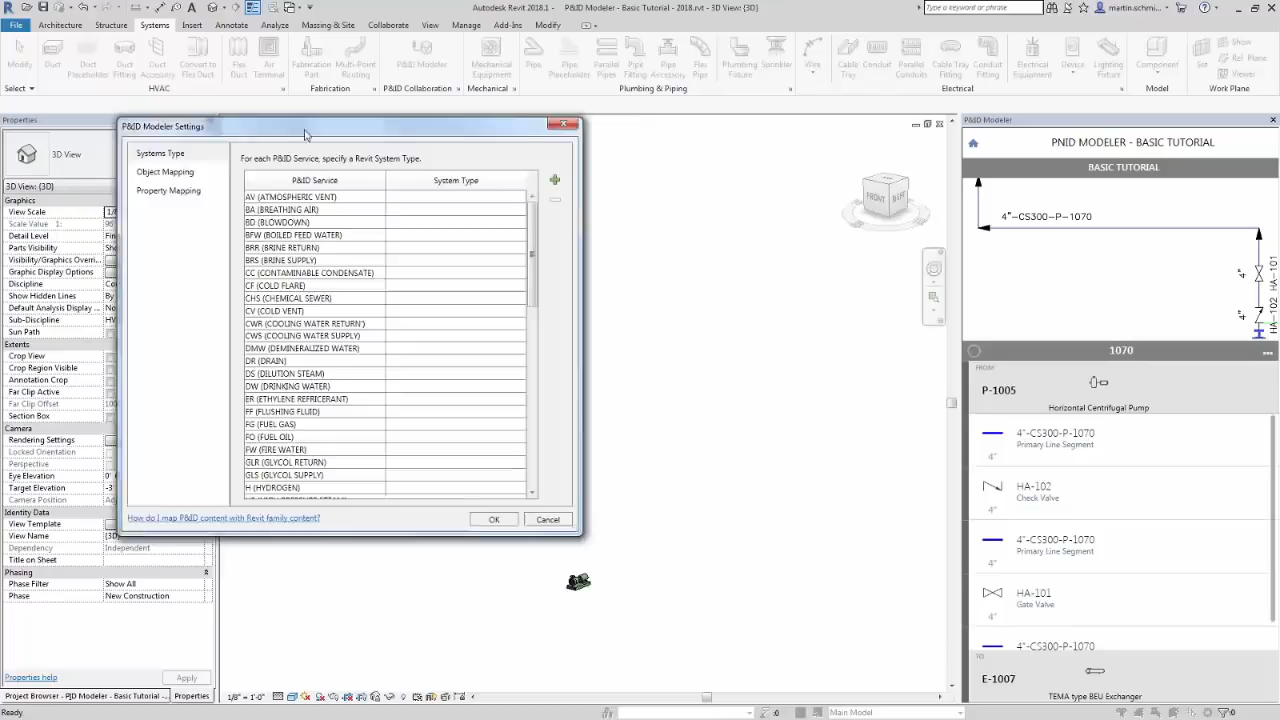 Autodesk Revit 2018.1 - P&ID Modeler - Basic Tutorial - 2018.rvt - 3D View: {3D}
Type a keyword or phrase
martin.schmi...
File Architecture Structure Systems Insert Annotate Analyze Massing & Site Collaborate View Manage Add-Ins Modify
Modify
Duct
Duct Placeholder
Duct Fitting
Duct Accessory
Convert to Flex Duct
Flex Duct
Air Terminal
Fabrication Part
Multi-Point Routing
P&ID Modeler
Mechanical Equipment
Pipe
Pipe Placeholder
Parallel Pipes
Pipe Fitting
Pipe Accessory
Flex Pipe
Plumbing Fixture
Sprinkler
Wire
Cable Tray
Conduit
Parallel Conduits
Cable Tray Fitting
Conduit Fitting
Electrical Equipment
Device
Lighting Fixture
Component
Set
Show
Ref Plane
Viewer
Select HVAC Fabrication P&ID Collaboration Mechanical Plumbing & Piping Electrical Model Work Plane
Properties
3D View
3D View: {3D}
Graphics
View Scale
Scale Value 1:
Detail Level
Parts Visibility
Visibility/Graphics Overri...
Graphic Display Options
Discipline
Show Hidden Lines
Default Analysis Display ...
Sub-Discipline
Sun Path
Extents
Crop View
Crop Region Visible
Annotation Crop
Far Clip Active
Far Clip Offset
Section Box
Camera
Rendering Settings
Locked Orientation
Perspective
Eye Elevation
Target Elevation
Camera Position
Identity Data
View Template
View Name
Dependency Independent
Title on Sheet
Phasing
Phase Filter Show All
Phase New Construction
Properties help
Apply
Project Browser - P&ID Modeler - Basic Tutorial -... Properties
P&ID Modeler Settings
Systems Type
Object Mapping
Property Mapping
For each P&ID Service, specify a Revit System Type.
P&ID Service System Type
AV (ATMOSPHERIC VENT)
BA (BREATHING AIR)
BD (BLOWDOWN)
BFW (BOILED FEED WATER)
BRR (BRINE RETURN)
BRS (BRINE SUPPLY)
CC (CONTAINABLE CONDENSATE)
CF (COLD FLARE)
CHS (CHEMICAL SEWER)
CV (COLD VENT)
CWR (COOLING WATER RETURN')
CWS (COOLING WATER SUPPLY)
DMW (DEMINERALIZED WATER)
DR (DRAIN)
DS (DILUTION STEAM)
DW (DRINKING WATER)
ER (ETHYLENE REFRIGERANT)
FF (FLUSHING FLUID)
FG (FUEL GAS)
FO (FUEL OIL)
FW (FIRE WATER)
GLR (GLYCOL RETURN)
GLS (GLYCOL SUPPLY)
H (HYDROGEN)
How do I map P&ID content with Revit family content?
OK Cancel
FRONT
P&ID Modeler
PNID MODELER - BASIC TUTORIAL
BASIC TUTORIAL
4"-CS300-P-1070
4"
HA-101
4"
HA-102
1070
FROM
P-1005
Horizontal Centrifugal Pump
4"-CS300-P-1070
Primary Line Segment
4"
HA-102
Check Valve
4"
4"-CS300-P-1070
Primary Line Segment
4"
HA-101
Gate Valve
4"
4"-CS300-P-1070
TO
E-1007
TEMA type BEU Exchanger
1/8" = 1'-0"
Ready
:0
Main Model
:0